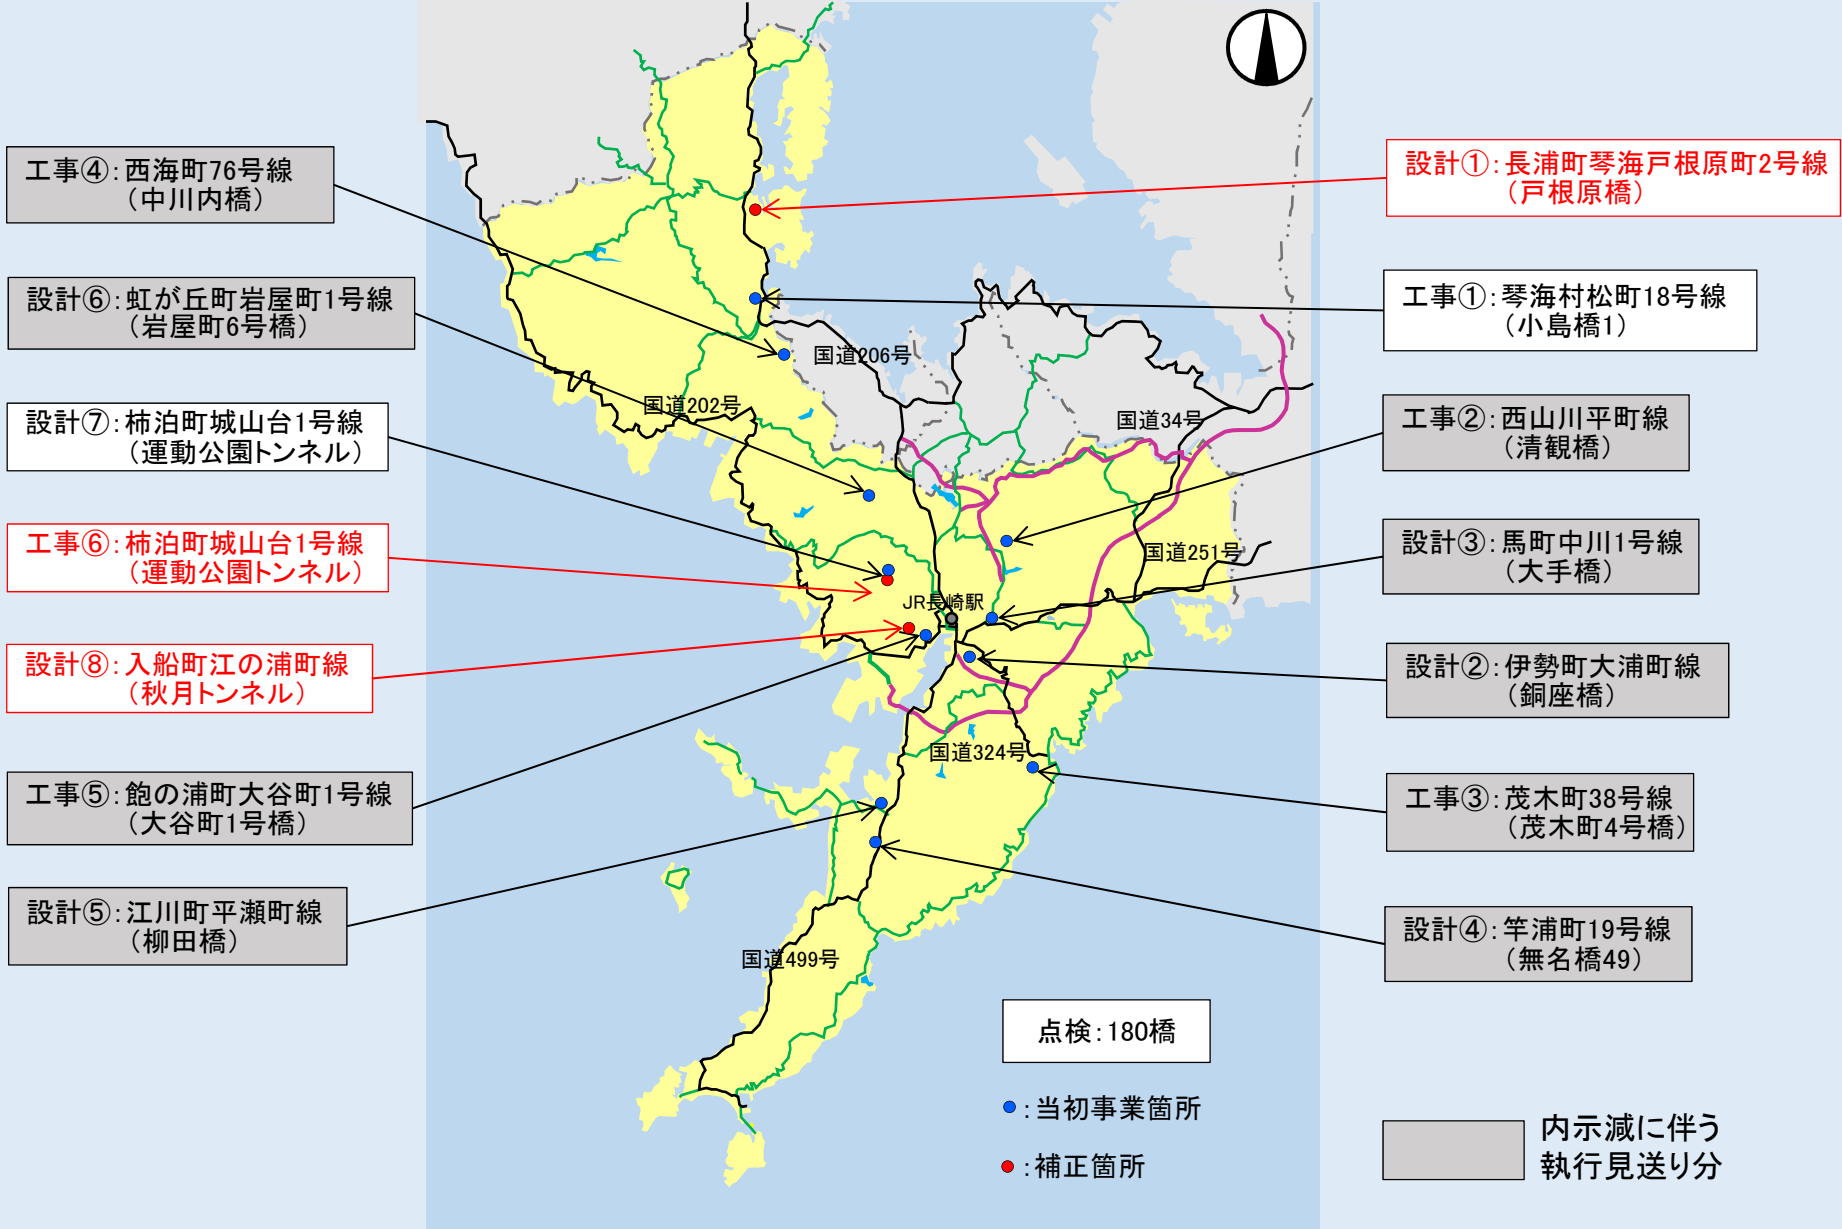 工事④:西海町76号線
(中川内橋)
設計⑥:虹が丘町岩屋町1号線
(岩屋町6号橋)
設計⑦:柿泊町城山台1号線
(運動公園トンネル)
工事⑥:柿泊町城山台1号線
(運動公園トンネル)
設計⑧:入船町江の浦町線
(秋月トンネル)
工事⑤:飽の浦町大谷町1号線
(大谷町1号橋)
設計⑤:江川町平瀬町線
(柳田橋)
国道206号
国道202号
国道34号
国道251号
JR長崎駅
国道324号
国道499号
設計①:長浦町琴海戸根原町2号線
(戸根原橋)
工事①:琴海村松町18号線
(小島橋1)
工事②:西山川平町線
(清観橋)
設計③:馬町中川1号線
(大手橋)
設計②:伊勢町大浦町線
(銅座橋)
工事③:茂木町38号線
(茂木町4号橋)
設計④:竿浦町19号線
(無名橋49)
点検:180橋
:当初事業箇所
:補正箇所
内示減に伴う
執行見送り分